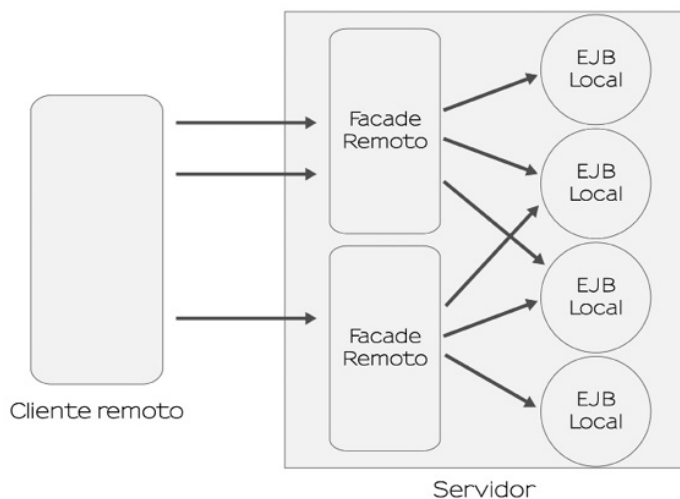 EJB
Local
Facade
Remoto
EJB
Local
EJB
Local
Facade
Remoto
EJB
Local
Cliente remoto
Servidor